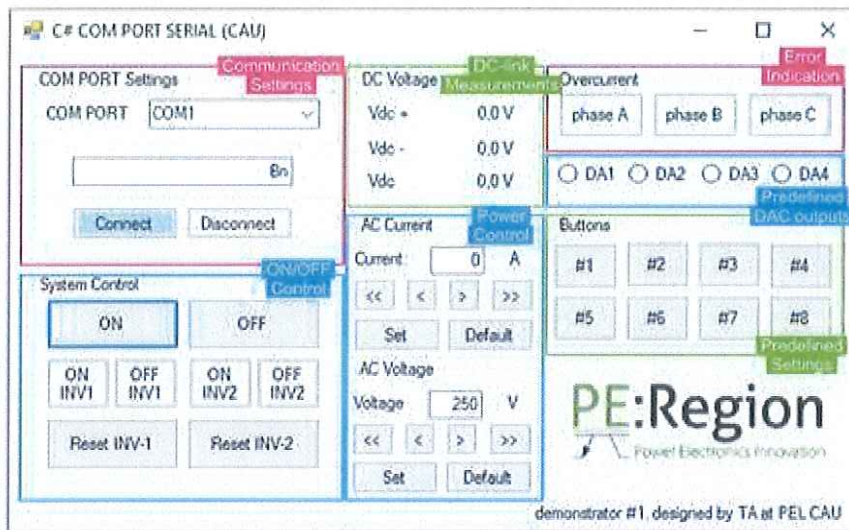 C# COM PORT SERIAL (CAU)
COM PORT Settings
Communication
Settings
COM PORT
COM1
8n
Connect
Disconnect
DC Voltage
DC-link
Measurements
Vdc + 0,0 V
Vdc - 0,0 V
Vdc 0,0 V
Overcurrent
Error
Indication
phase A
phase B
phase C
DA1 DA2 DA3 DA4
Predefined
DAC outputs
System Control
ON/OFF
Control
ON
OFF
ON
INV1
OFF
INV1
ON
INV2
OFF
INV2
Reset INV-1
Reset INV-2
AC Current
Power
Control
Current: 0 A
<< < > >>
Set
Default
AC Voltage
Voltage 250 V
<< < > >>
Set
Default
Buttons
#1 #2 #3 #4
#5 #6 #7 #8
Predefined
Settings
PE:Region
Power Electronics Innovation
demonstrator #1, designed by TA at PEL CAU